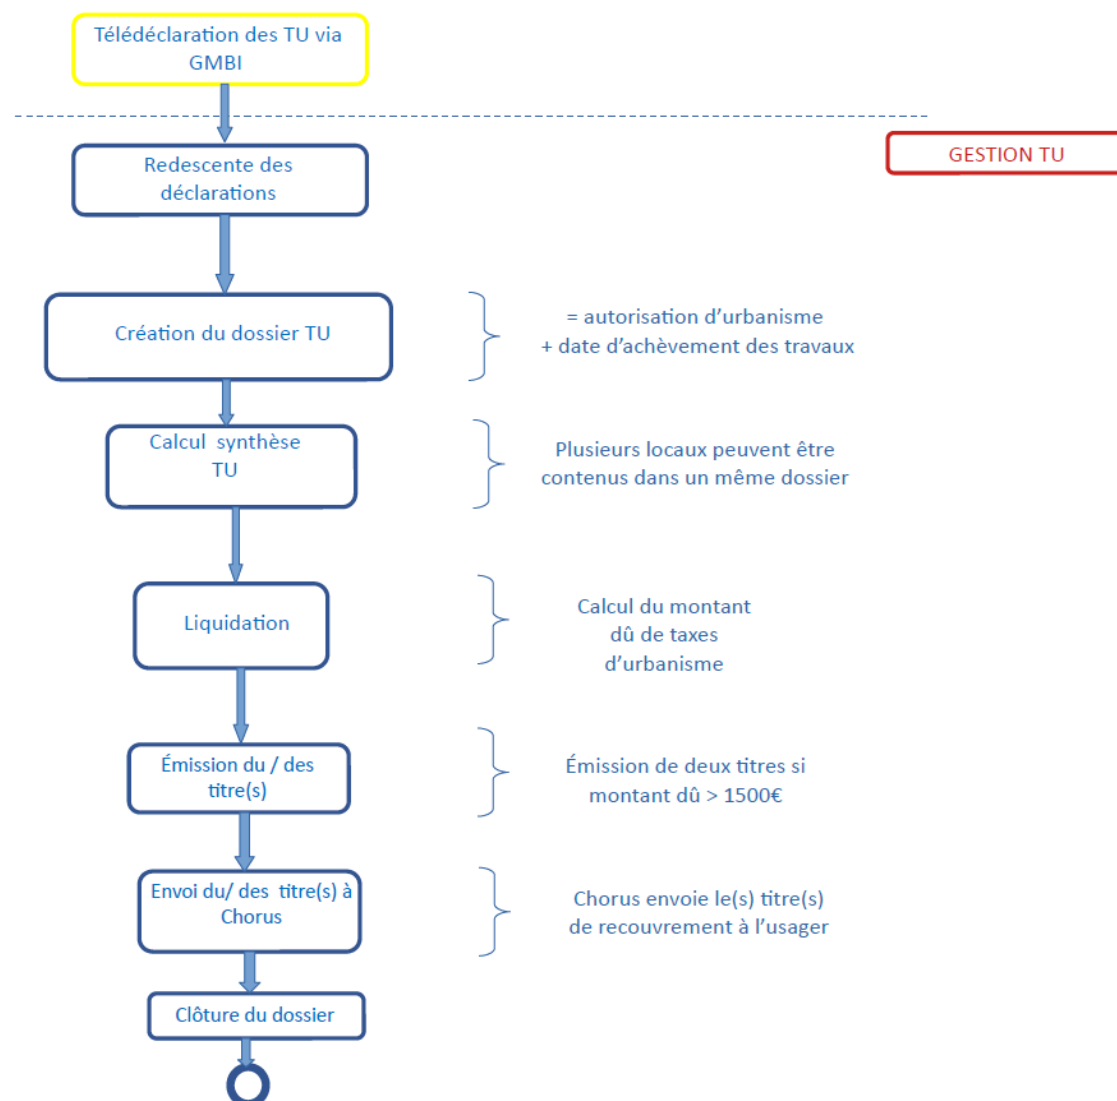 Télédéclaration des TU via
GMBI
GESTION TU
Redescente des
déclarations
Création du dossier TU
= autorisation d’urbanisme
+ date d’achèvement des travaux
Calcul synthèse
TU
Plusieurs locaux peuvent être
contenus dans un même dossier
Liquidation
Calcul du montant
dû de taxes
d’urbanisme
Émission du / des
titre(s)
Émission de deux titres si
montant dû > 1500€
Envoi du/ des titre(s) à
Chorus
Chorus envoie le(s) titre(s)
de recouvrement à l’usager
Clôture du dossier